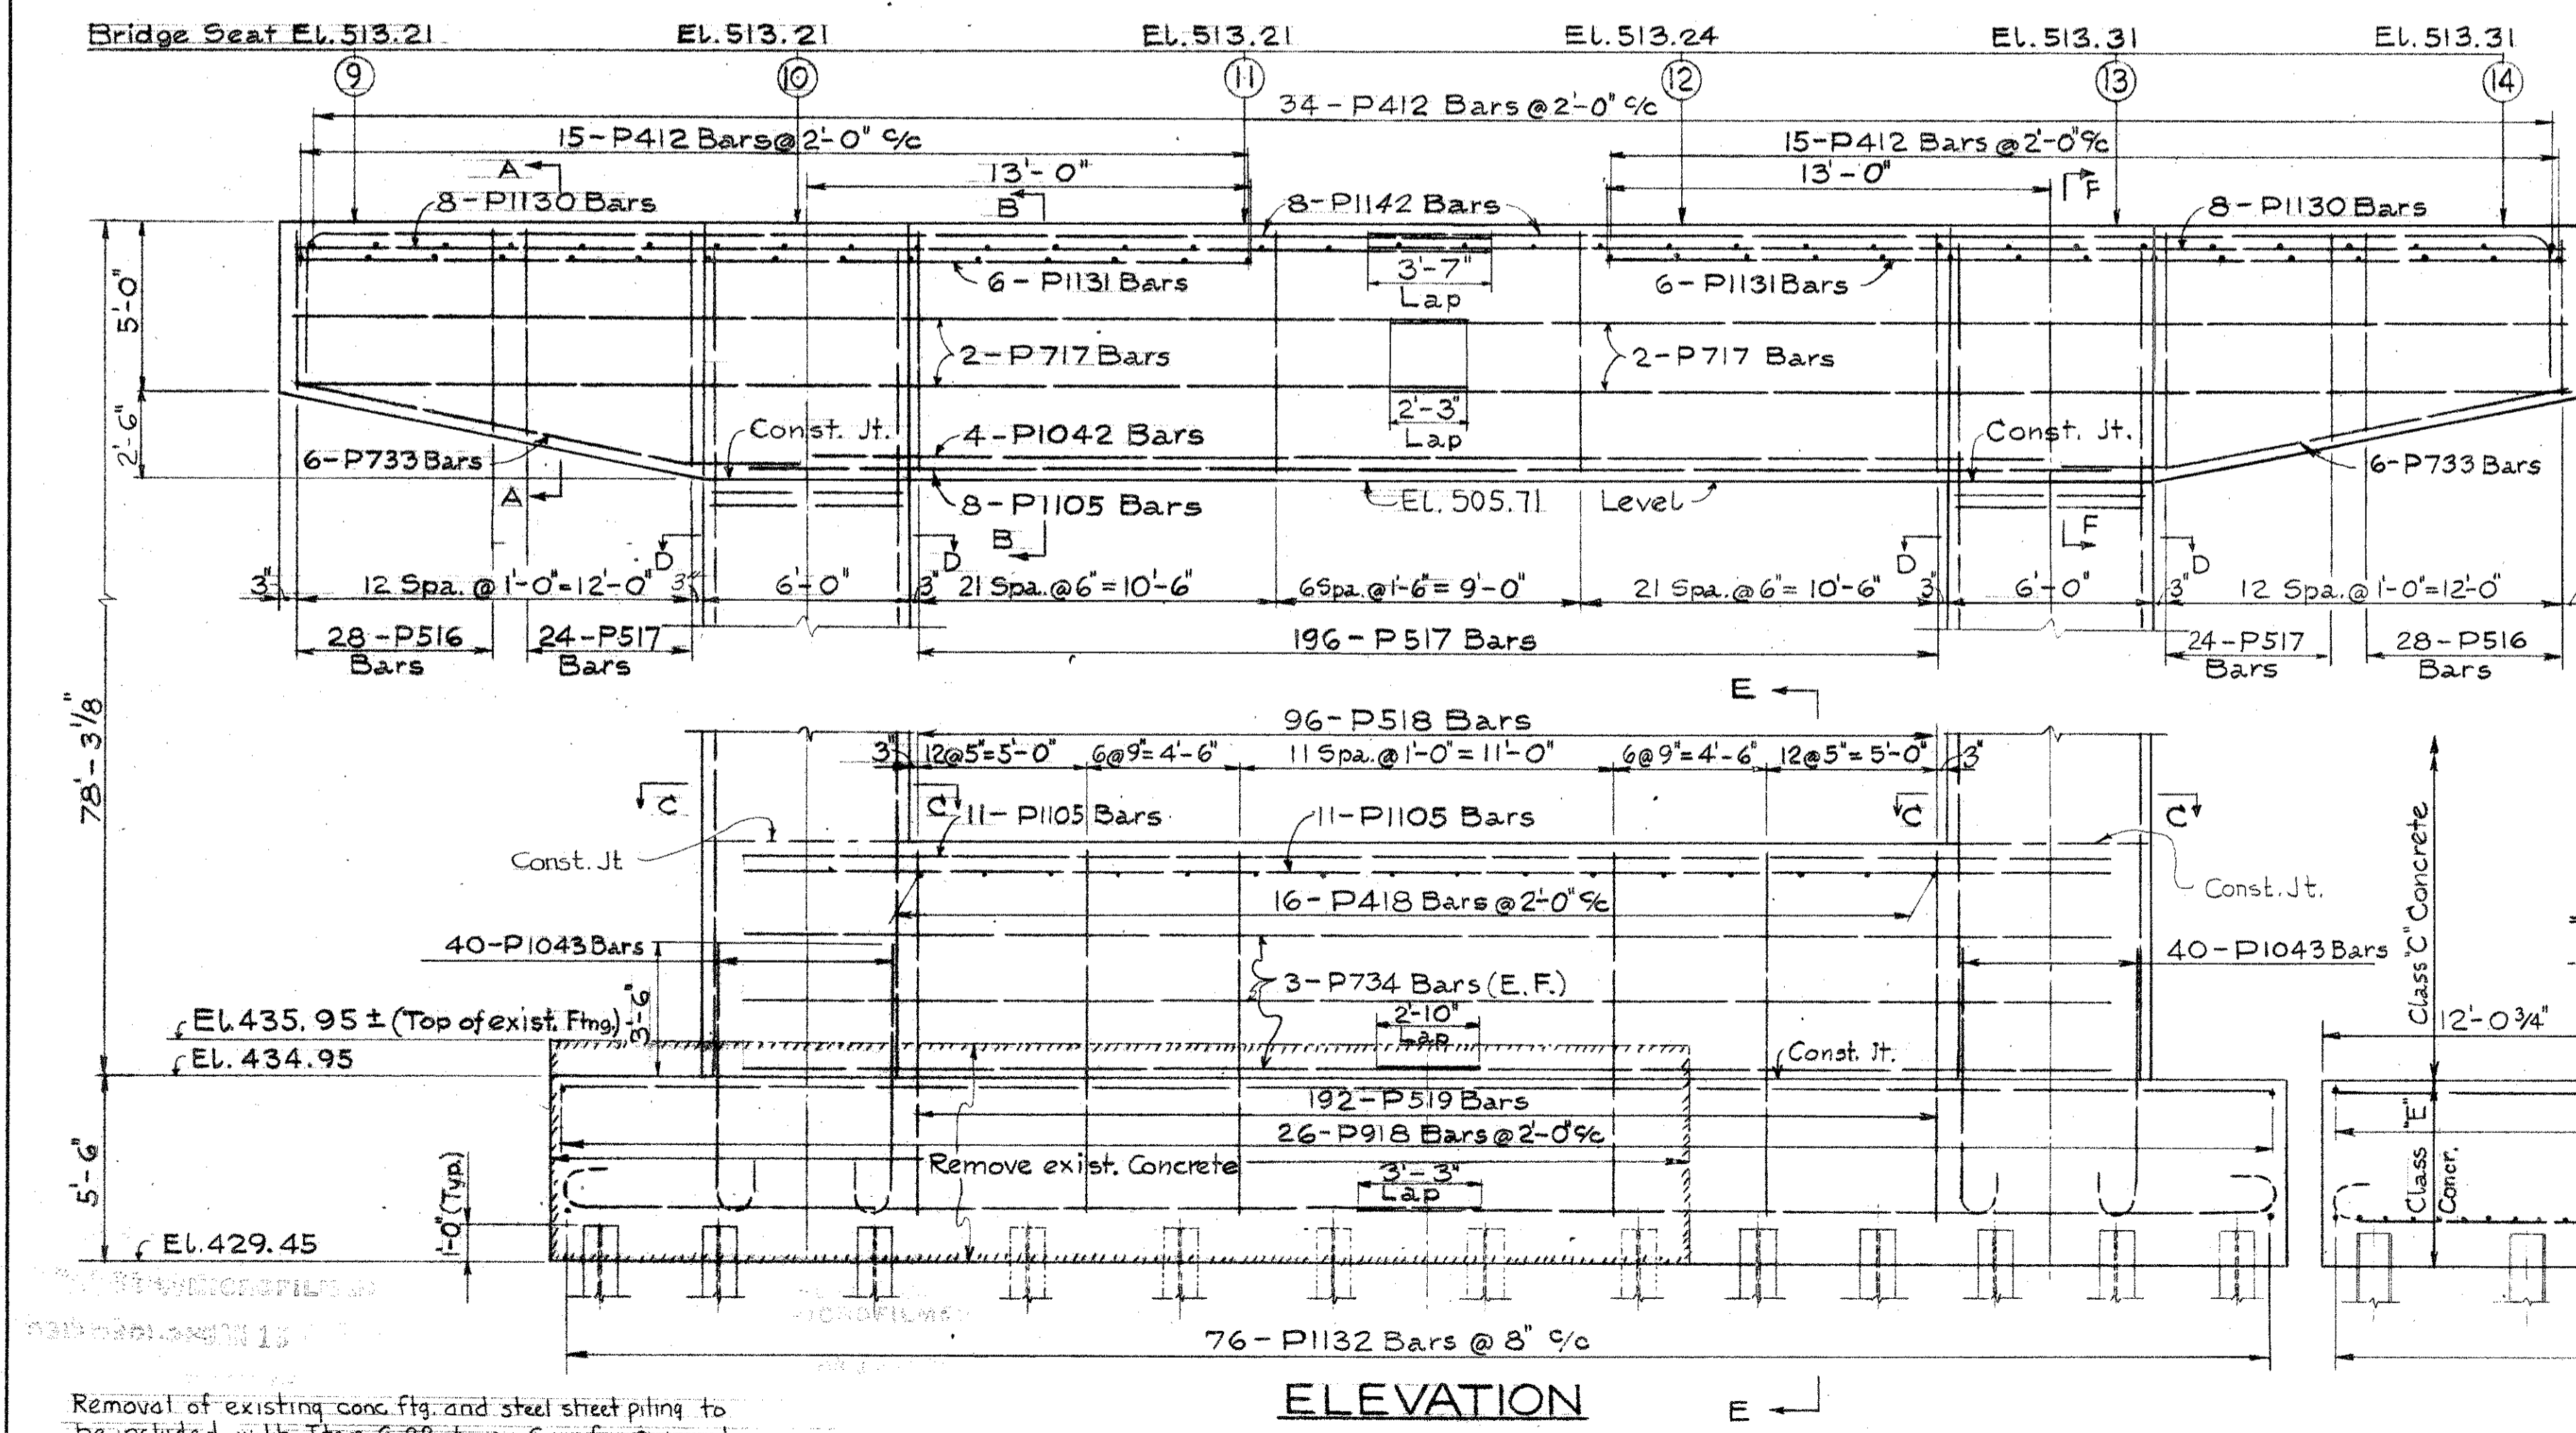 Bridge Seat El. 513.21 El. 513.21 El. 513.21 El. 513.24 El. 513.31 El. 513.31
9 10 11 12 13 14
34-P412 Bars @ 2'-0" c/c
15-P412 Bars @ 2'-0" c/c 15-P412 Bars @ 2'-0" c/c
A 13'-0" 13'-0" F
8-P1130 Bars B 8-P1142 Bars 8-P1130 Bars
3'-7"
Lap
6-P1131 Bars 6-P1131 Bars
5'-0"
2-P717 Bars 2-P717 Bars
2'-3"
Lap
2'-6"
Const. Jt. 4-P1042 Bars Const. Jt.
6-P733 Bars 6-P733 Bars
A 8-P1105 Bars El. 505.71 Level
D D B D F D
3" 12 Spa. @ 1'-0"=12'-0" 3" 6'-0" 3" 21 Spa. @ 6"=10'-6" 6 Spa. @ 1'-6"=9'-0" 21 Spa. @ 6"=10'-6" 3" 6'-0" 3" 12 Spa. @ 1'-0"=12'-0"
28-P516 Bars 24-P517 Bars 196-P517 Bars 24-P517 Bars 28-P516 Bars
78'-3 1/8"
E
96-P518 Bars
3" 12@5"=5'-0" 6@9"=4'-6" 11 Spa. @ 1'-0"=11'-0" 6@9"=4'-6" 12@5"=5'-0" 3"
C C C C
11-P1105 Bars 11-P1105 Bars
Const. Jt Const. Jt.
16-P418 Bars @ 2'-0" c/c
40-P1043 Bars 40-P1043 Bars
3'-6"
3-P734 Bars (E.F.)
2'-10"
Lap
Class "C" Concrete
12'-0 3/4"
El. 435.95 ± (Top of exist. Ftng.)
El. 434.95
Const. Jt.
192-P519 Bars
26-P918 Bars @ 2'-0" c/c
Remove exist. Concrete
3'-3"
Lap
Class "E" Concr.
5'-6"
1'-0" (Typ.)
El. 429.45
76-P1132 Bars @ 8" c/c
ELEVATION
E
Removal of existing conc. ftg. and steel sheet piling to